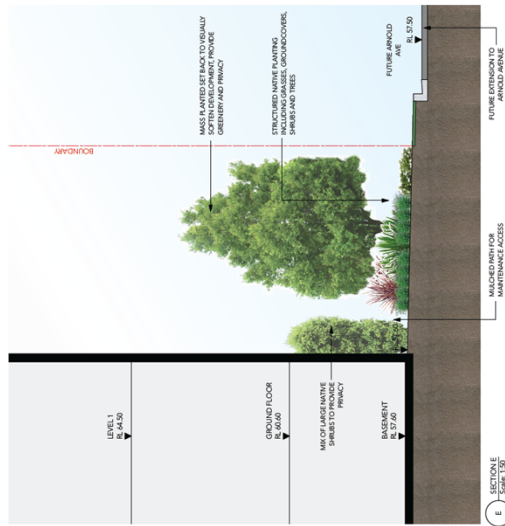 MASS PLANTED SET BACK TO VISUALLY
SOFTEN DEVELOPMENT, PROVIDE
GREENERY AND PRIVACY
STRUCTURED NATIVE PLANTING
INCLUDING GRASSES, GROUNDCOVERS,
SHRUBS AND TREES
FUTURE ARNOLD
AVE
RL 57.50
BOUNDARY
LEVEL 1
RL 64.50
GROUND FLOOR
RL 60.60
MIX OF LARGE NATIVE
SHRUBS TO PROVIDE
PRIVACY
BASEMENT
RL 57.60
MULCHED PATH FOR
MAINTENANCE ACCESS
FUTURE EXTENSION TO
ARNOLD AVENUE
E
SECTION E
Scale: 1:50